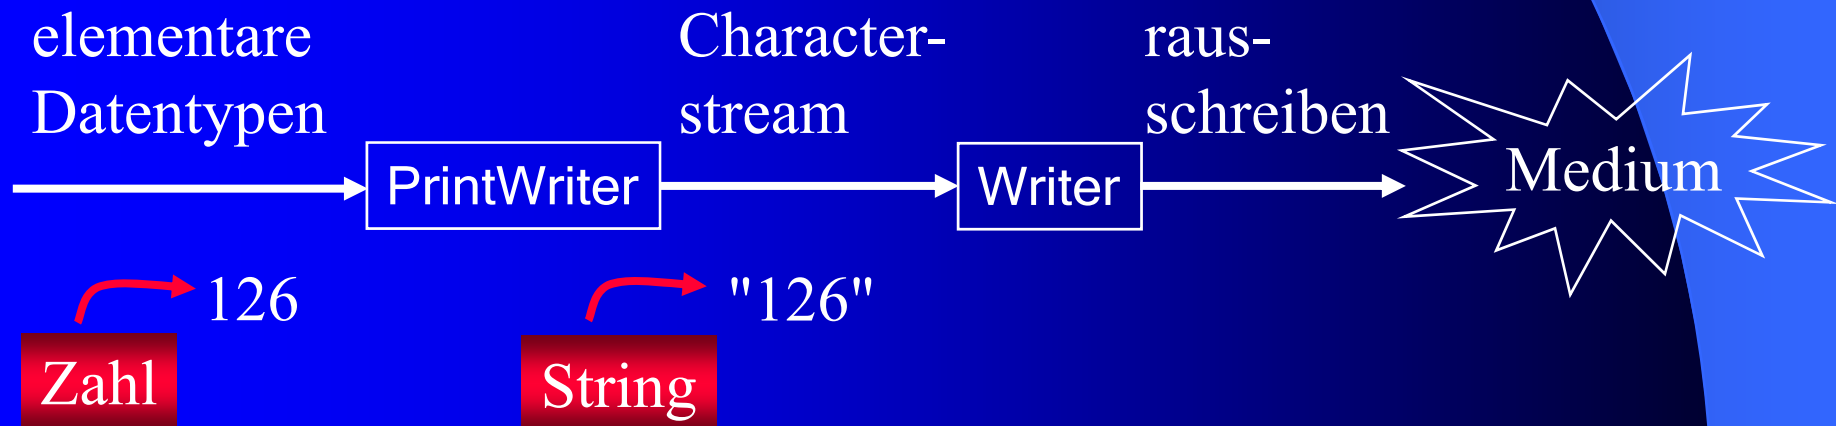 elementare
Datentypen
Character-
stream
raus-
schreiben
PrintWriter
Writer
Medium
126
"126"
Zahl
String